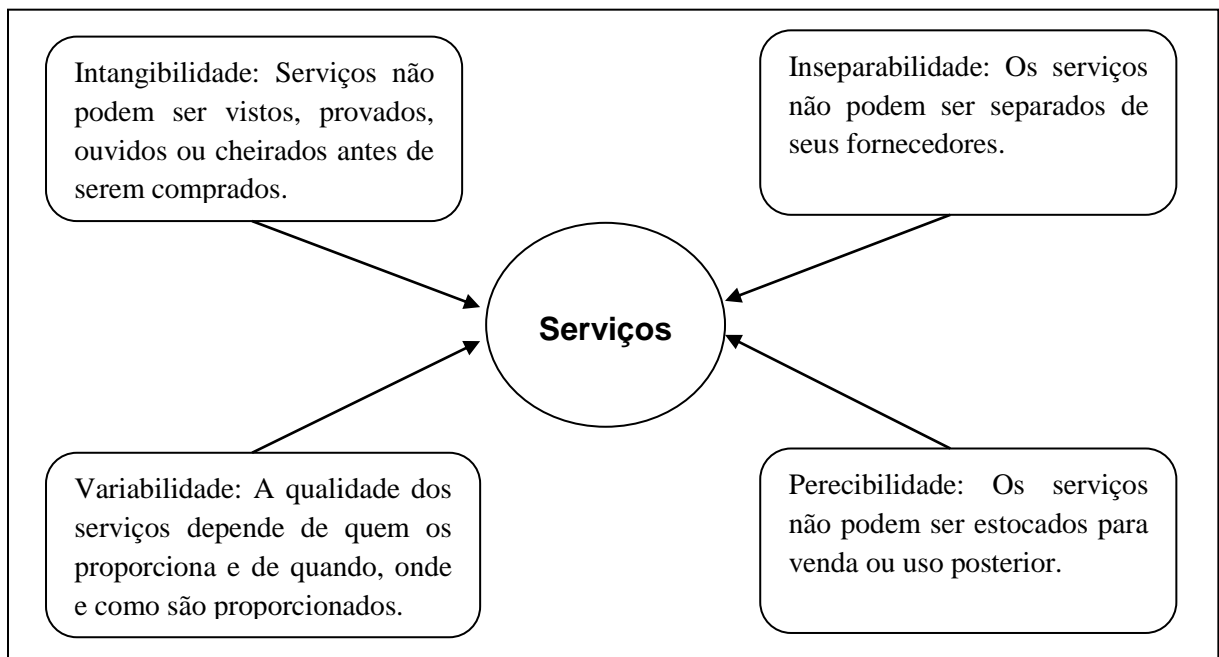 Intangibilidade: Serviços não
podem ser vistos, provados,
ouvidos ou cheirados antes de
serem comprados.
Inseparabilidade: Os serviços
não podem ser separados de
seus fornecedores.
Serviços
Variabilidade: A qualidade dos
serviços depende de quem os
proporciona e de quando, onde
e como são proporcionados.
Perecibilidade: Os serviços
não podem ser estocados para
venda ou uso posterior.